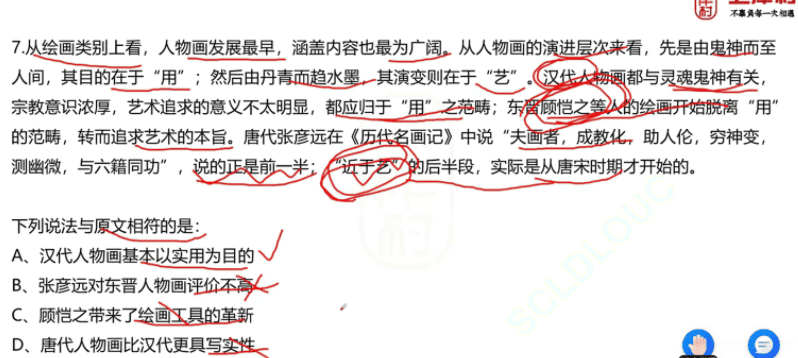 不辜负每一次相遇
7.从绘画类别上看，人物画发展最早，涵盖内容也最为广阔。从人物画的演进层次来看，先是由鬼神而至
人间，其目的在于“用”；然后由丹青而趋水墨，其演变则在于“艺”。汉代人物画都与灵魂鬼神有关，
宗教意识浓厚，艺术追求的意义不太明显，都应归于“用”之范畴；东晋顾恺之等人的绘画开始脱离“用”
的范畴，转而追求艺术的本旨。唐代张彦远在《历代名画记》中说“夫画者，成教化，助人伦，穷神变，
测幽微，与六籍同功”，说的正是前一半；“近于艺”的后半段，实际是从唐宋时期才开始的。
下列说法与原文相符的是：
A、汉代人物画基本以实用为目的
B、张彦远对东晋人物画评价不高
C、顾恺之带来了绘画工具的革新
D、唐代人物画比汉代更具写实性
SCLDLOUG